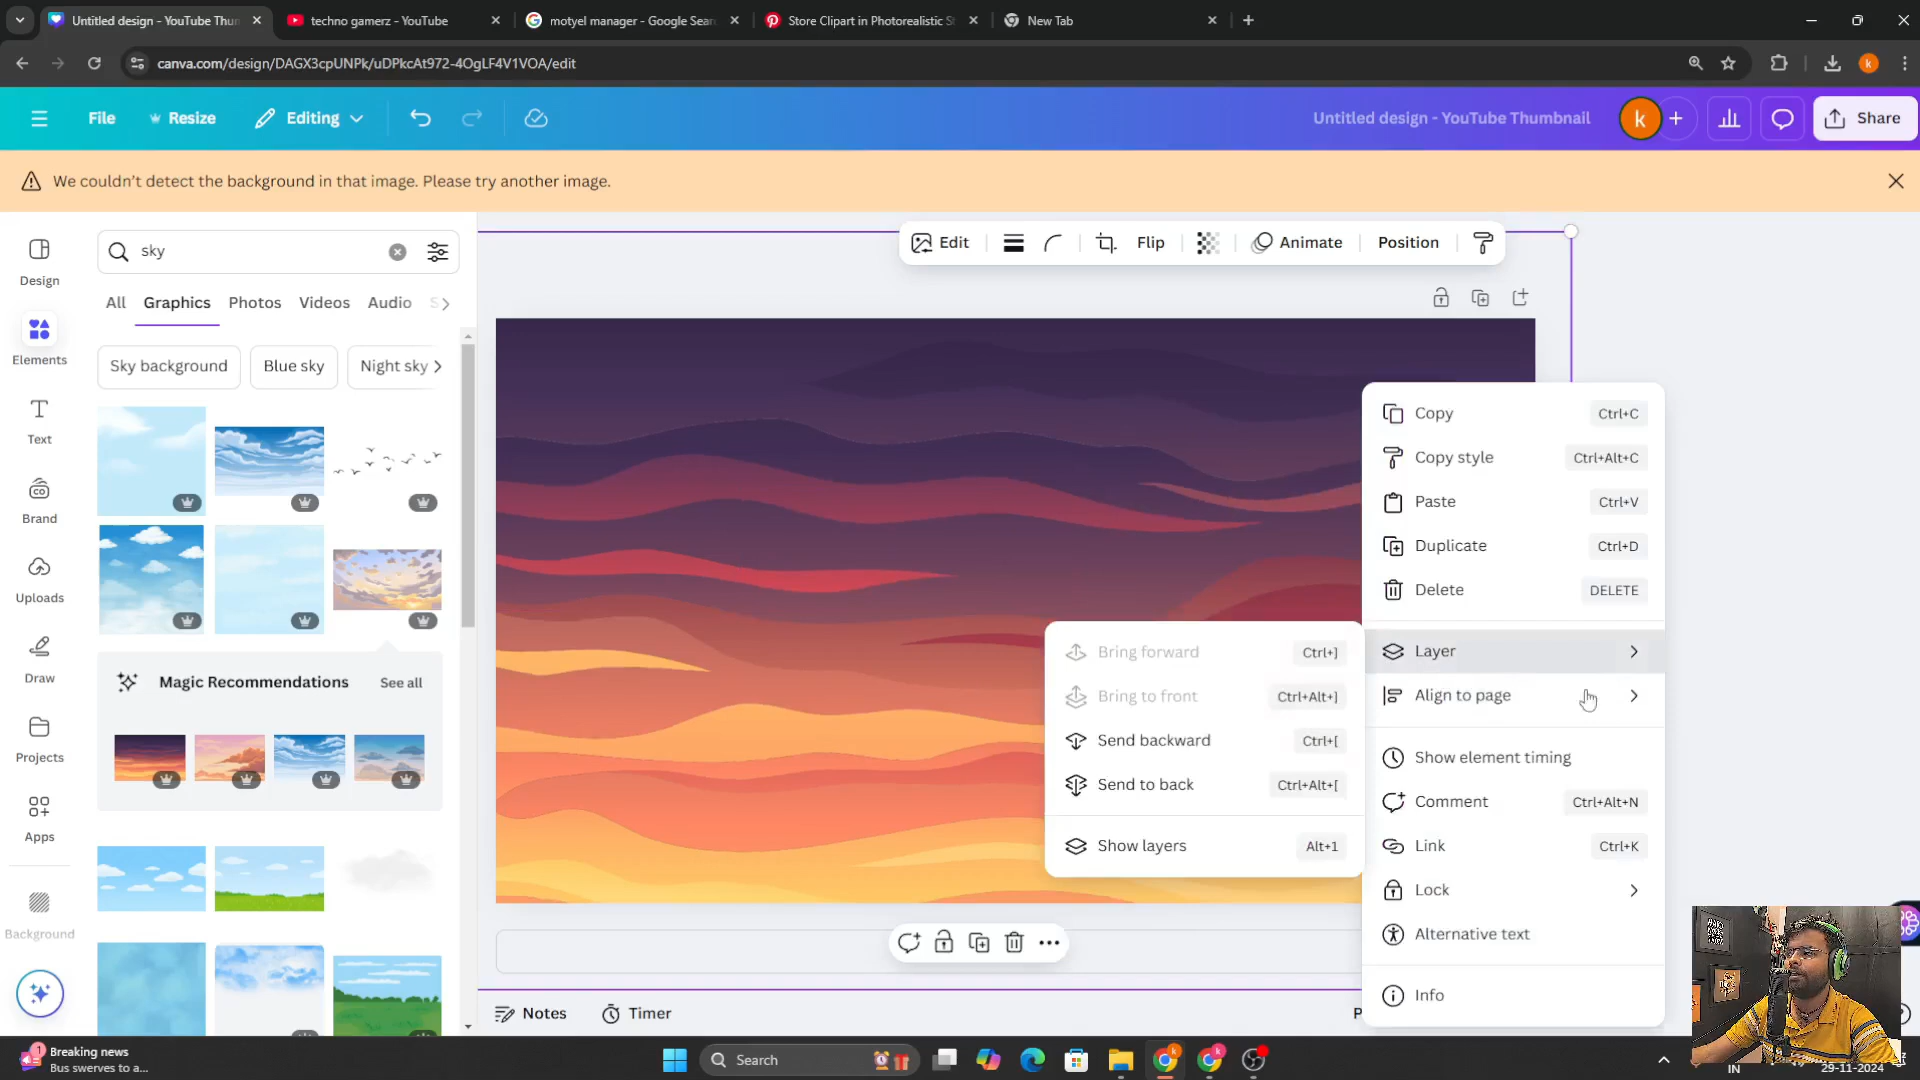 Untitled design - YouTube Thun
techno gamerz - YouTube
motyel manager - Google Sear
Store Clipart in Photorealistic St
New Tab
canva.com/design/DAGX3cpUNPk/uDPkcAt972-4OgLF4V1VOA/edit
k
File
Resize
Editing
Untitled design - YouTube Thumbnail
k
Share
We couldn't detect the background in that image. Please try another image.
Design
Elements
Text
Brand
Uploads
Draw
Projects
Apps
Background
sky
All
Graphics
Photos
Videos
Audio
S
Sky background
Blue sky
Night sky
Magic Recommendations
See all
Edit
Flip
Animate
Position
Copy Ctrl+C
Copy style Ctrl+Alt+C
Paste Ctrl+V
Duplicate Ctrl+D
Delete DELETE
Layer
Align to page
Show element timing
Comment Ctrl+Alt+N
Link Ctrl+K
Lock
Alternative text
Info
Bring forward Ctrl+]
Bring to front Ctrl+Alt+]
Send backward Ctrl+[
Send to back Ctrl+Alt+[
Show layers Alt+1
Notes
Timer
P
1
Breaking news
Bus swerves to a...
Search
IN
29-11-2024